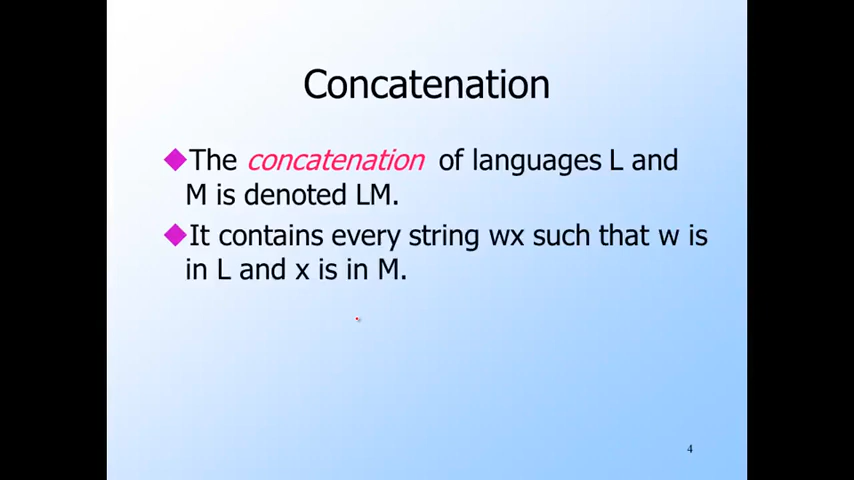 Concatenation
The concatenation of languages L and
M is denoted LM.
It contains every string wx such that w is
in L and x is in M.
4